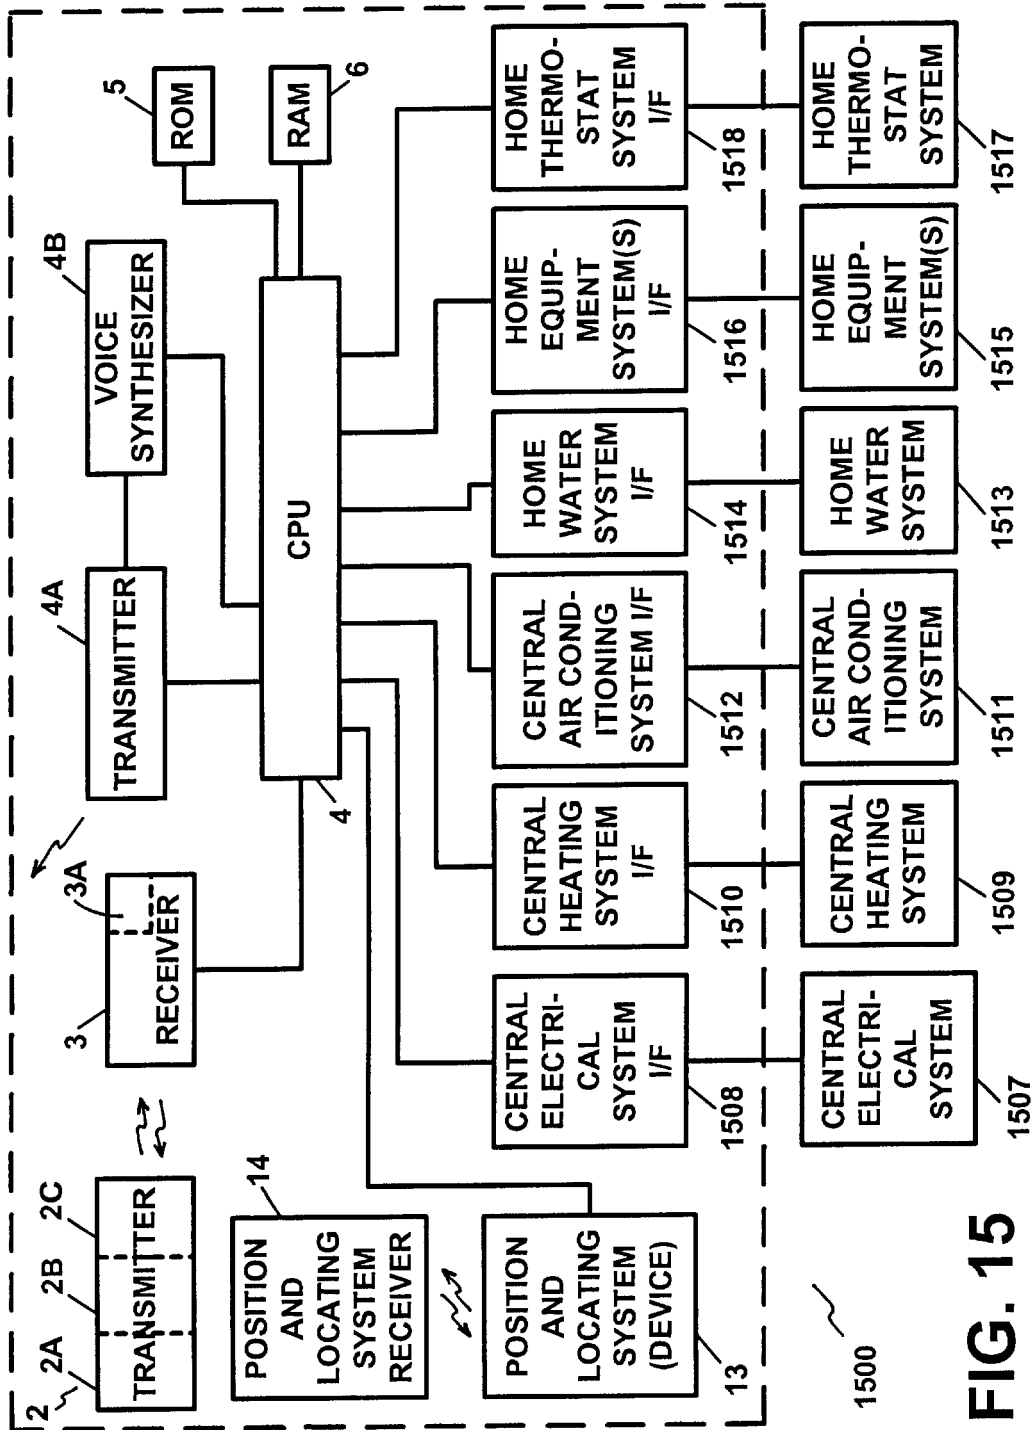 2
2A
2B
2C
TRANSMITTER
3
3A
RECEIVER
4A
TRANSMITTER
4B
VOICE
SYNTHESIZER
5
ROM
6
RAM
14
POSITION
AND
LOCATING
SYSTEM
RECEIVER
CPU
4
POSITION
AND
LOCATING
SYSTEM
(DEVICE)
13
CENTRAL
ELECTRI-
CAL
SYSTEM
I/F
1508
CENTRAL
HEATING
SYSTEM
I/F
1510
CENTRAL
AIR COND-
ITIONING
SYSTEM I/F
1512
HOME
WATER
SYSTEM
I/F
1514
HOME
EQUIP-
MENT
SYSTEM(S)
I/F
1516
HOME
THERMO-
STAT
SYSTEM
I/F
1518
CENTRAL
ELECTRI-
CAL
SYSTEM
1507
CENTRAL
HEATING
SYSTEM
1509
CENTRAL
AIR COND-
ITIONING
SYSTEM
1511
HOME
WATER
SYSTEM
1513
HOME
EQUIP-
MENT
SYSTEM(S)
1515
HOME
THERMO-
STAT
SYSTEM
1517
1500
FIG. 15